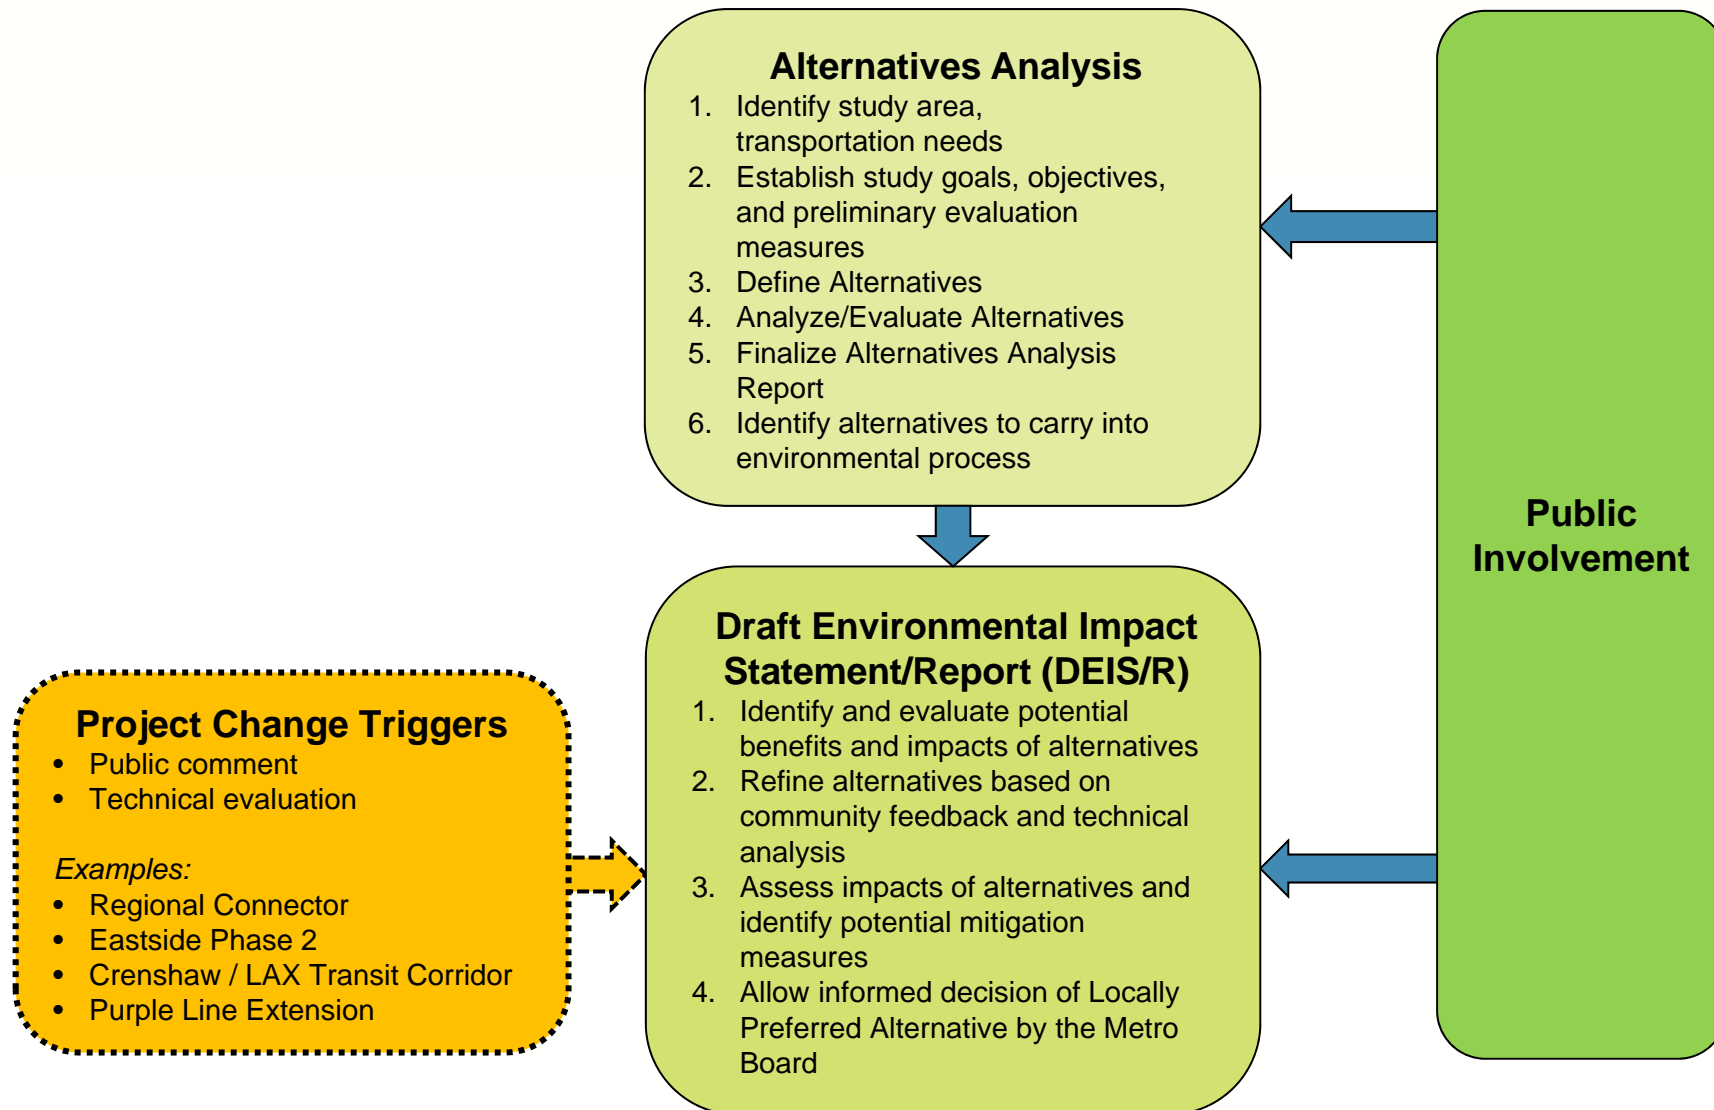 Alternatives Analysis
1. Identify study area,
transportation needs
2. Establish study goals, objectives,
and preliminary evaluation
measures
3. Define Alternatives
4. Analyze/Evaluate Alternatives
5. Finalize Alternatives Analysis
Report
6. Identify alternatives to carry into
environmental process
Public
Involvement
Draft Environmental Impact
Statement/Report (DEIS/R)
1. Identify and evaluate potential
benefits and impacts of alternatives
2. Refine alternatives based on
community feedback and technical
analysis
3. Assess impacts of alternatives and
identify potential mitigation
measures
4. Allow informed decision of Locally
Preferred Alternative by the Metro
Board
Project Change Triggers
• Public comment
• Technical evaluation
Examples:
• Regional Connector
• Eastside Phase 2
• Crenshaw / LAX Transit Corridor
• Purple Line Extension